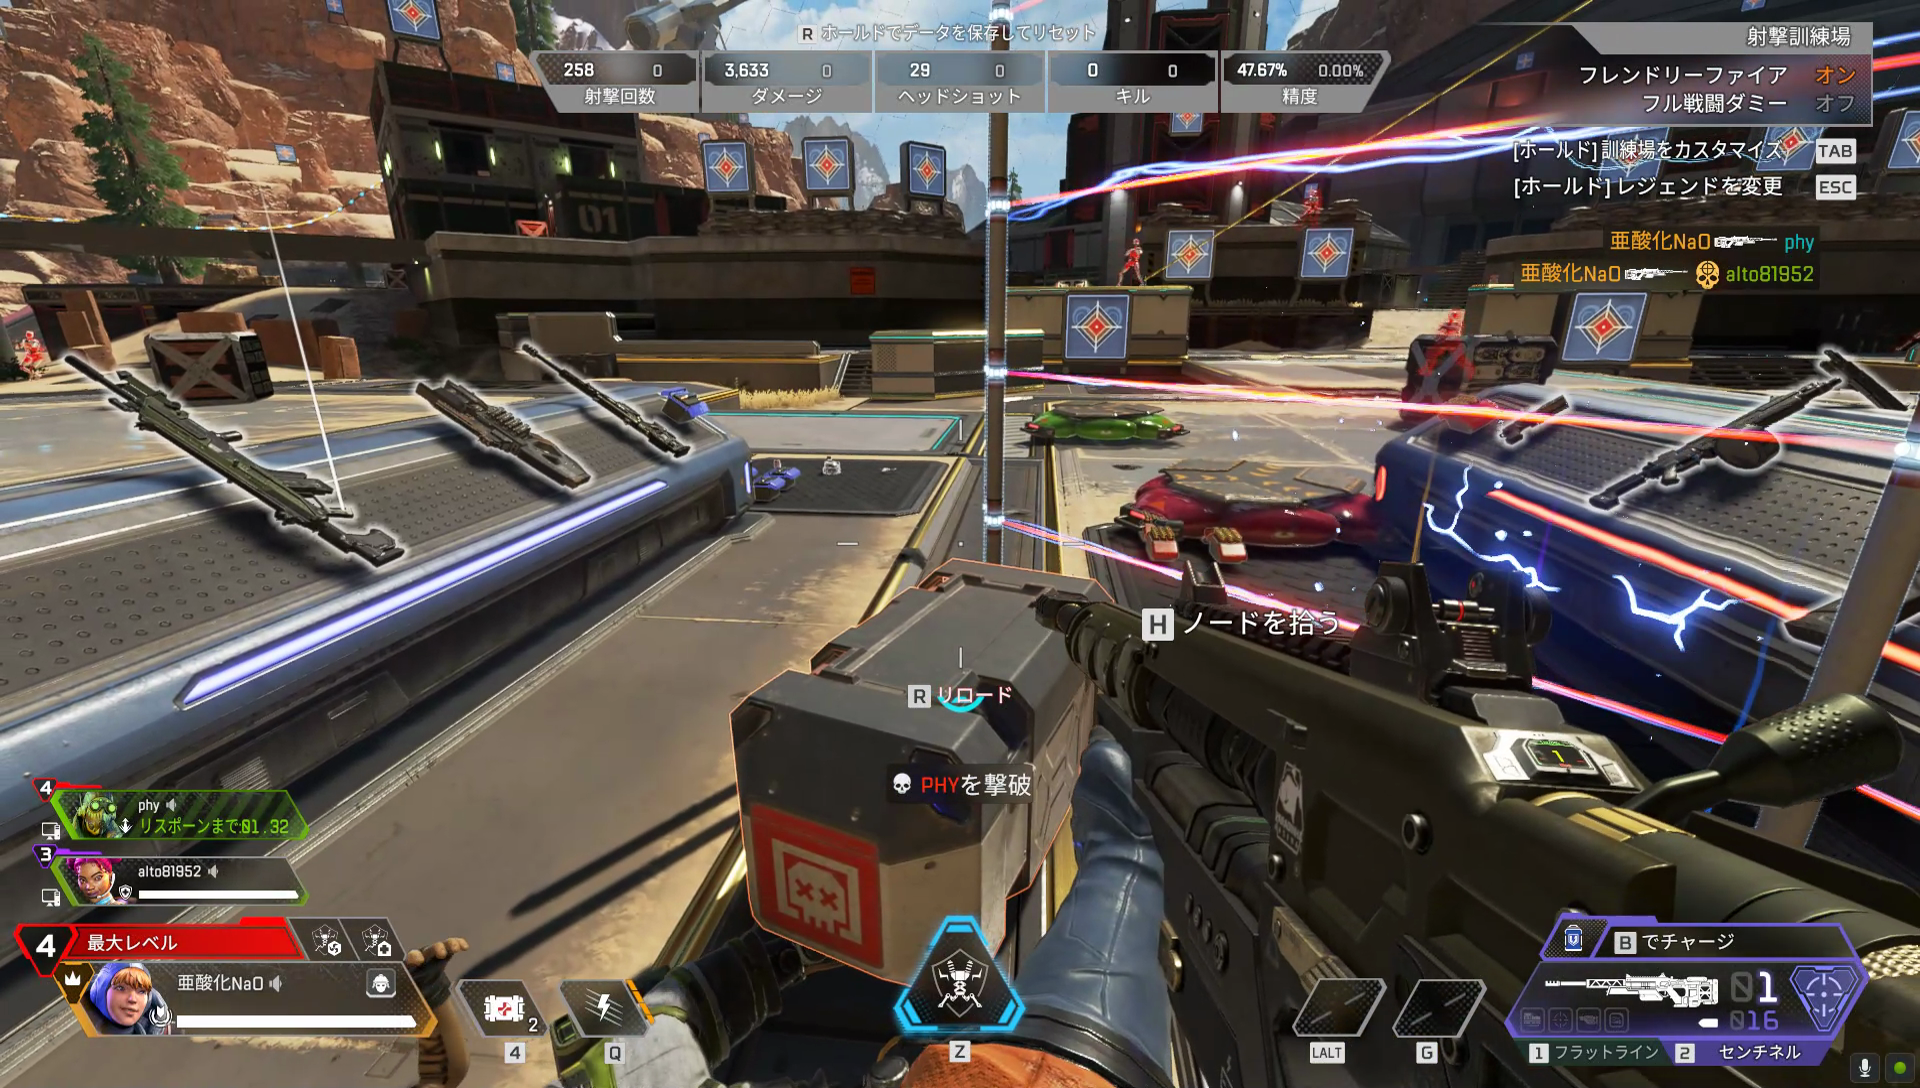 R ホールドでデータを保存してリセット
258 0 3,633 0 29 0 0 0 47.67% 0.00%
射撃回数 ダメージ ヘッドショット キル 精度
射撃訓練場
フレンドリーファイア オン
フル戦闘ダミー オフ
[ホールド]訓練場をカスタマイズ TAB
[ホールド]レジェンドを変更 ESC
亜酸化NaO phy
亜酸化NaO alto81952
01
H ノードを拾う
R リロード
PHYを撃破
4
phy
リスポーンまで:01.32
3
alto81952
4 最大レベル
亜酸化NaO
2
4
Q
Z
LALT
G
B でチャージ
01
016
1 フラットライン 2 センチネル
1